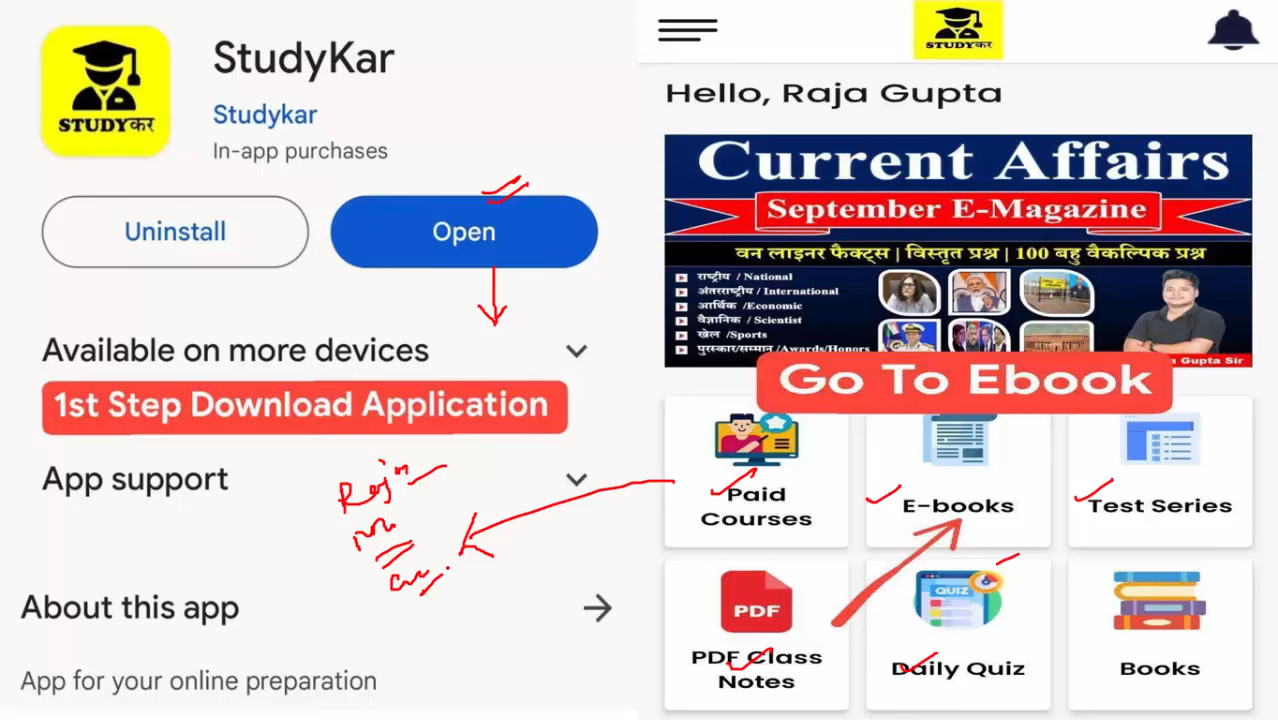 STUDYकर
StudyKar
Studykar
In-app purchases
Uninstall
Open
Available on more devices
1st Step Download Application
App support
About this app
App for your online preparation
STUDYकर
Hello, Raja Gupta
Current Affairs
September E-Magazine
वन लाइनर फैक्ट्स | विस्तृत प्रश्न | 100 बहु वैकल्पिक प्रश्न
राष्ट्रीय / National
अंतरराष्ट्रीय / International
आर्थिक /Economic
वैज्ञानिक / Scientist
खेल /Sports
पुरस्कार/सम्मान /Awards/Honors
Gupta Sir
Go To Ebook
Paid
Courses
E-books
Test Series
PDF
PDF Class
Notes
QUIZ
Daily Quiz
Books